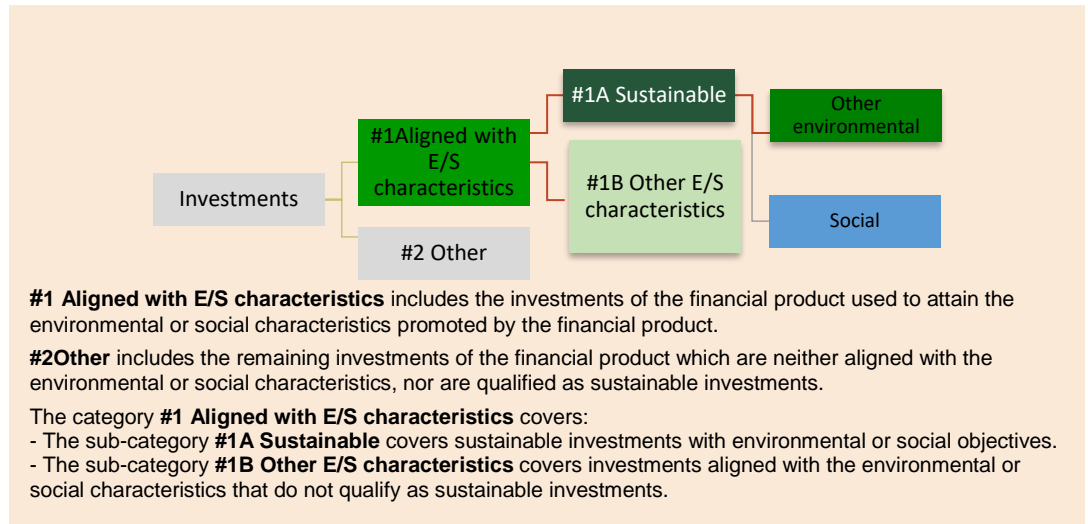 #1A Sustainable
Other
environmental
#1Aligned with
E/S
characteristics
#1B Other E/S
characteristics
Investments
Social
#2 Other
#1 Aligned with E/S characteristics includes the investments of the financial product used to attain the
environmental or social characteristics promoted by the financial product.
#2Other includes the remaining investments of the financial product which are neither aligned with the
environmental or social characteristics, nor are qualified as sustainable investments.
The category #1 Aligned with E/S characteristics covers:
- The sub-category #1A Sustainable covers sustainable investments with environmental or social objectives.
- The sub-category #1B Other E/S characteristics covers investments aligned with the environmental or
social characteristics that do not qualify as sustainable investments.